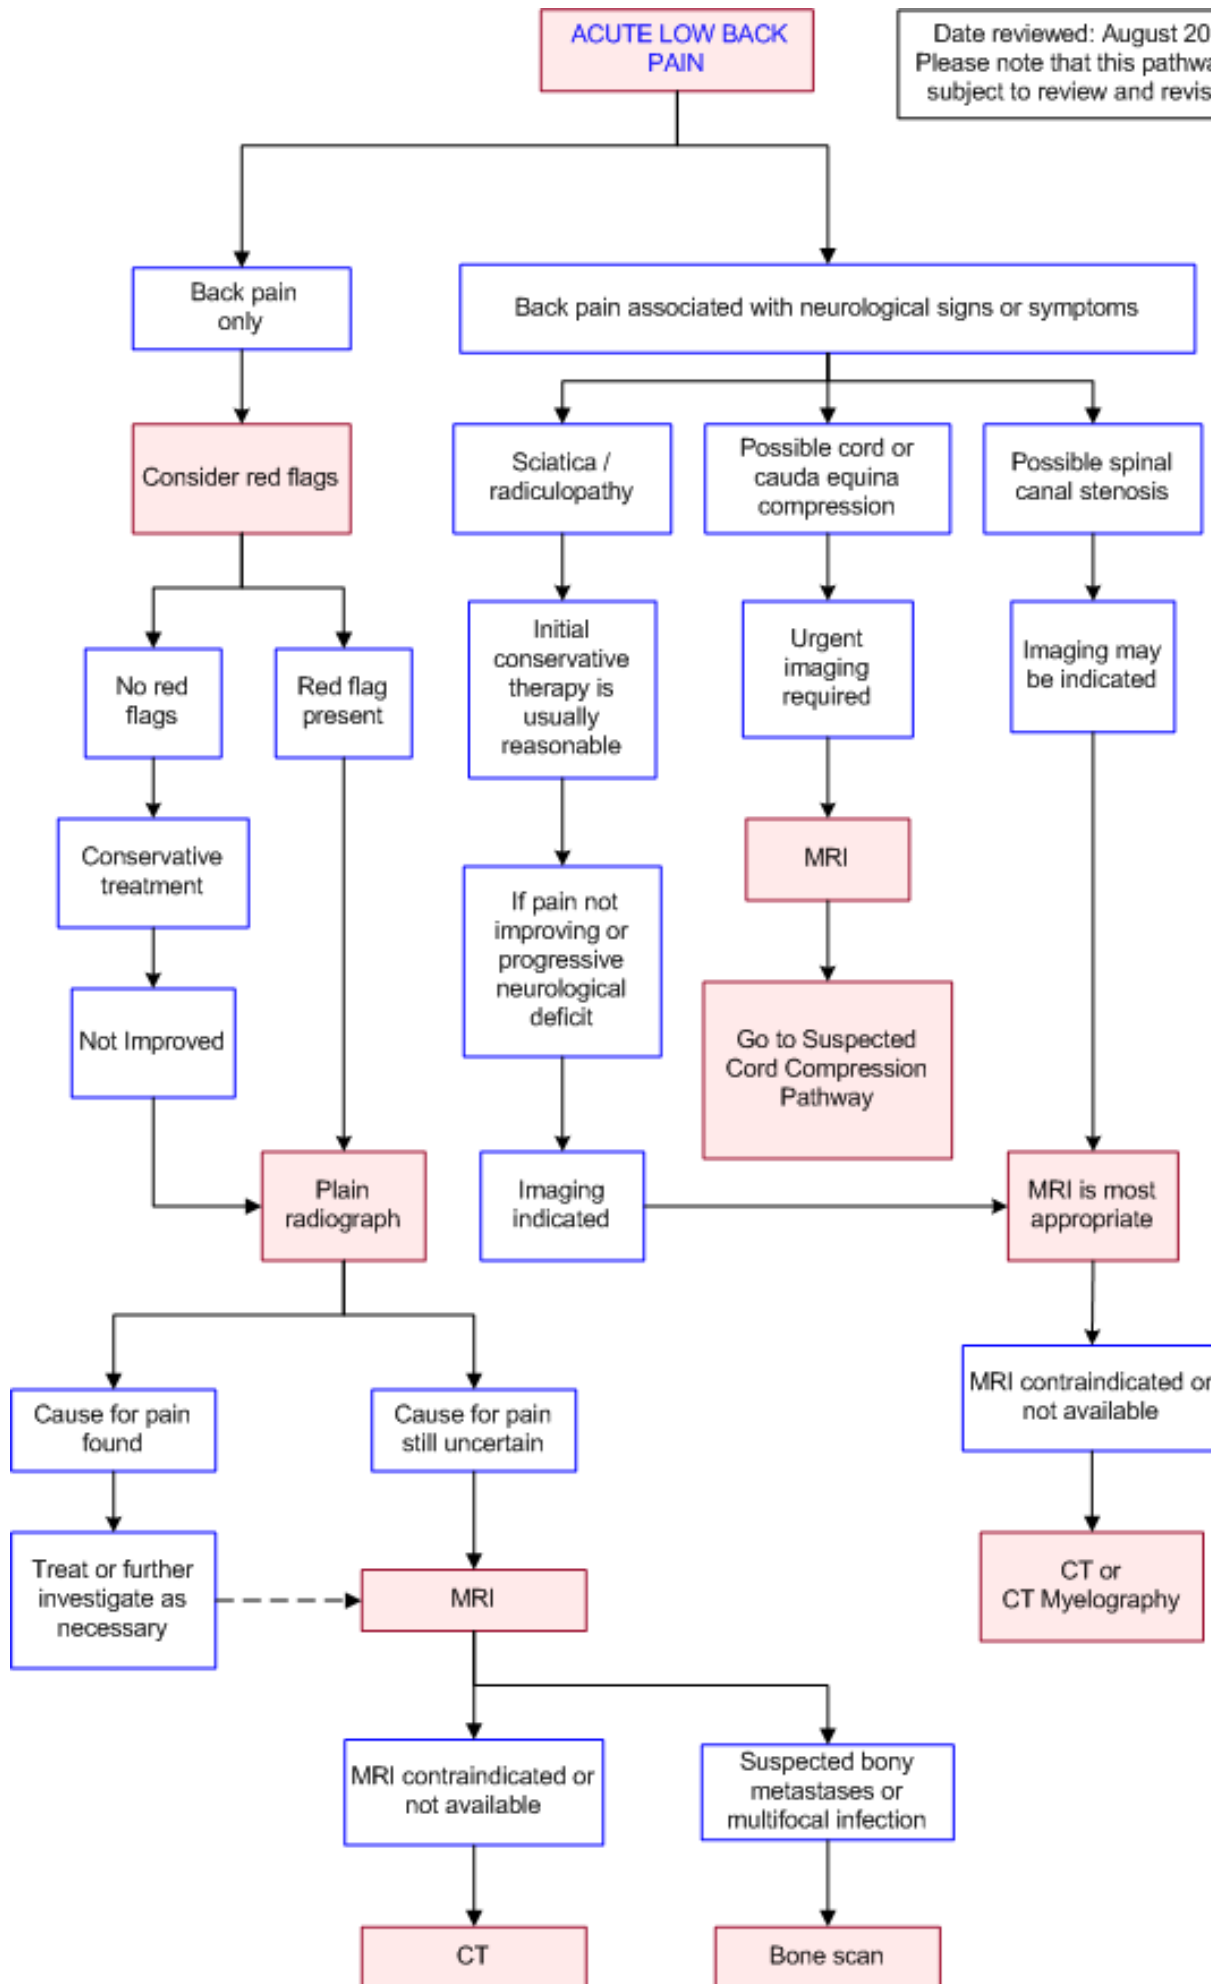 ACUTE LOW BACK
PAIN
Date reviewed: August 20
Please note that this pathwa
subject to review and revis
Back pain
only
Back pain associated with neurological signs or symptoms
Consider red flags
Sciatica /
radiculopathy
Possible cord or
cauda equina
compression
Possible spinal
canal stenosis
No red
flags
Red flag
present
Initial
conservative
therapy is
usually
reasonable
Urgent
imaging
required
Imaging may
be indicated
Conservative
treatment
MRI
If pain not
improving or
progressive
neurological
deficit
Not Improved
Go to Suspected
Cord Compression
Pathway
Plain
radiograph
Imaging
indicated
MRI is most
appropriate
Cause for pain
found
Cause for pain
still uncertain
MRI contraindicated or
not available
Treat or further
investigate as
necessary
MRI
CT or
CT Myelography
MRI contraindicated or
not available
Suspected bony
metastases or
multifocal infection
CT
Bone scan